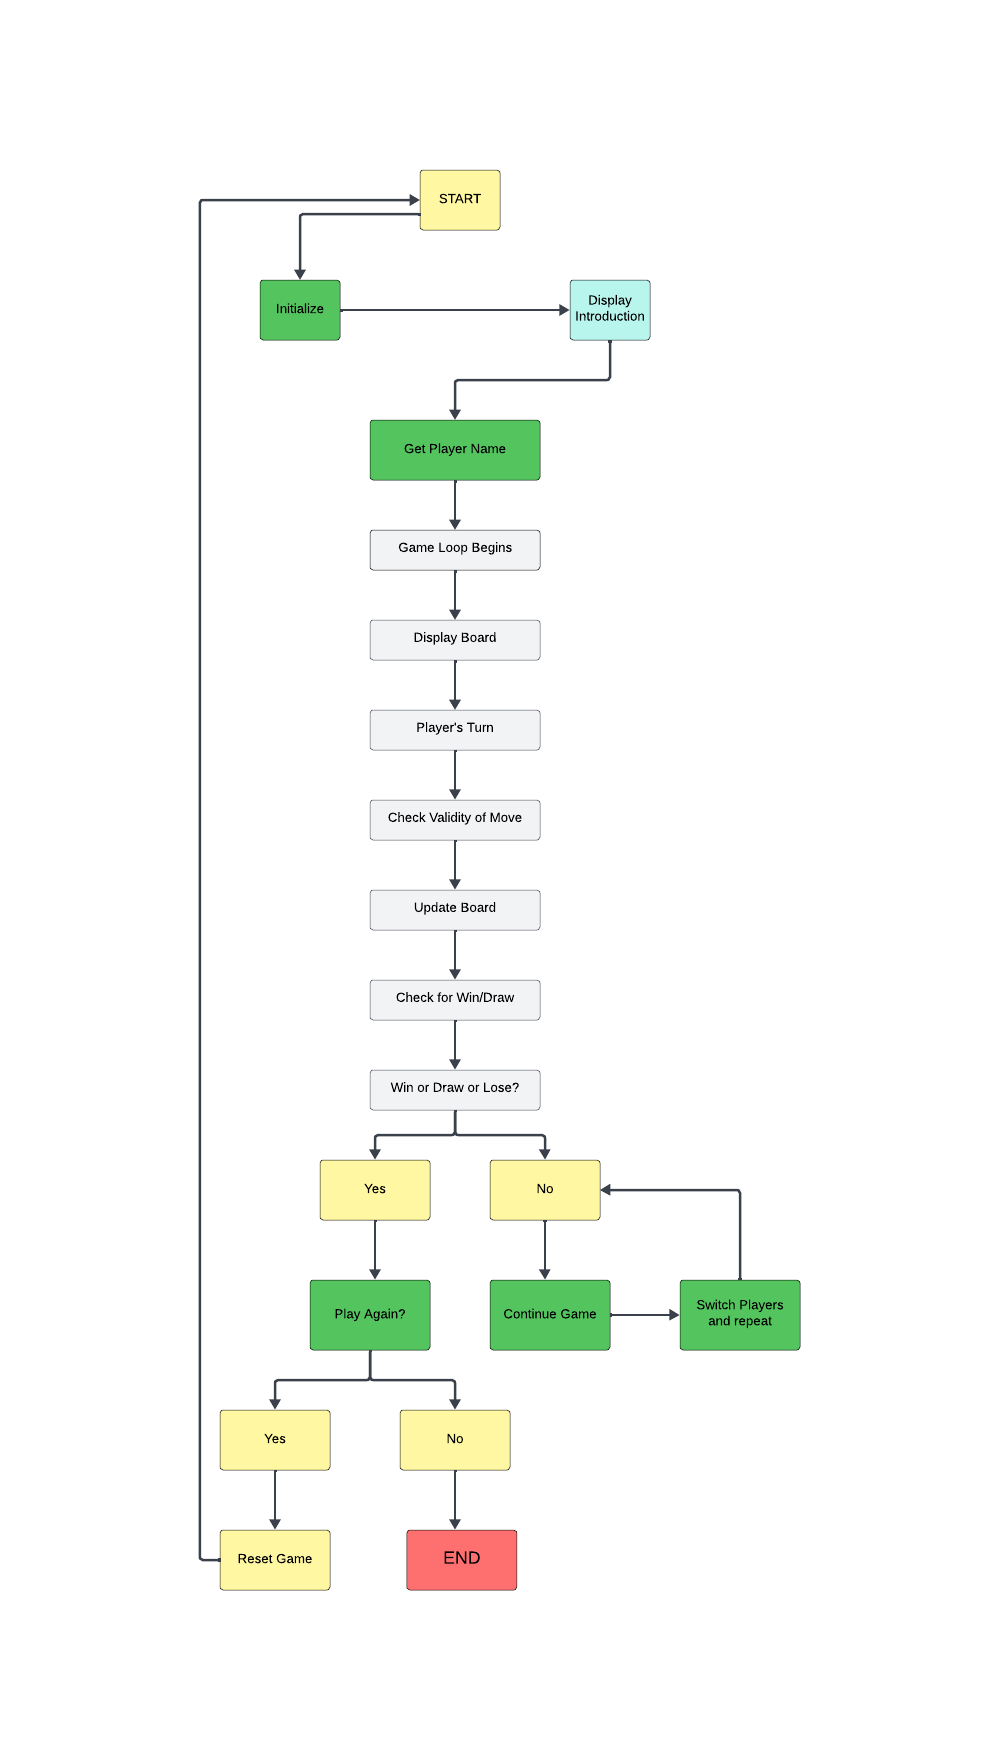 START
Initialize
Display
Introduction
Get Player Name
Game Loop Begins
Display Board
Player's Turn
Check Validity of Move
Update Board
Check for Win/Draw
Win or Draw or Lose?
Yes
No
Play Again?
Continue Game
Switch Players
and repeat
Yes
No
Reset Game
END